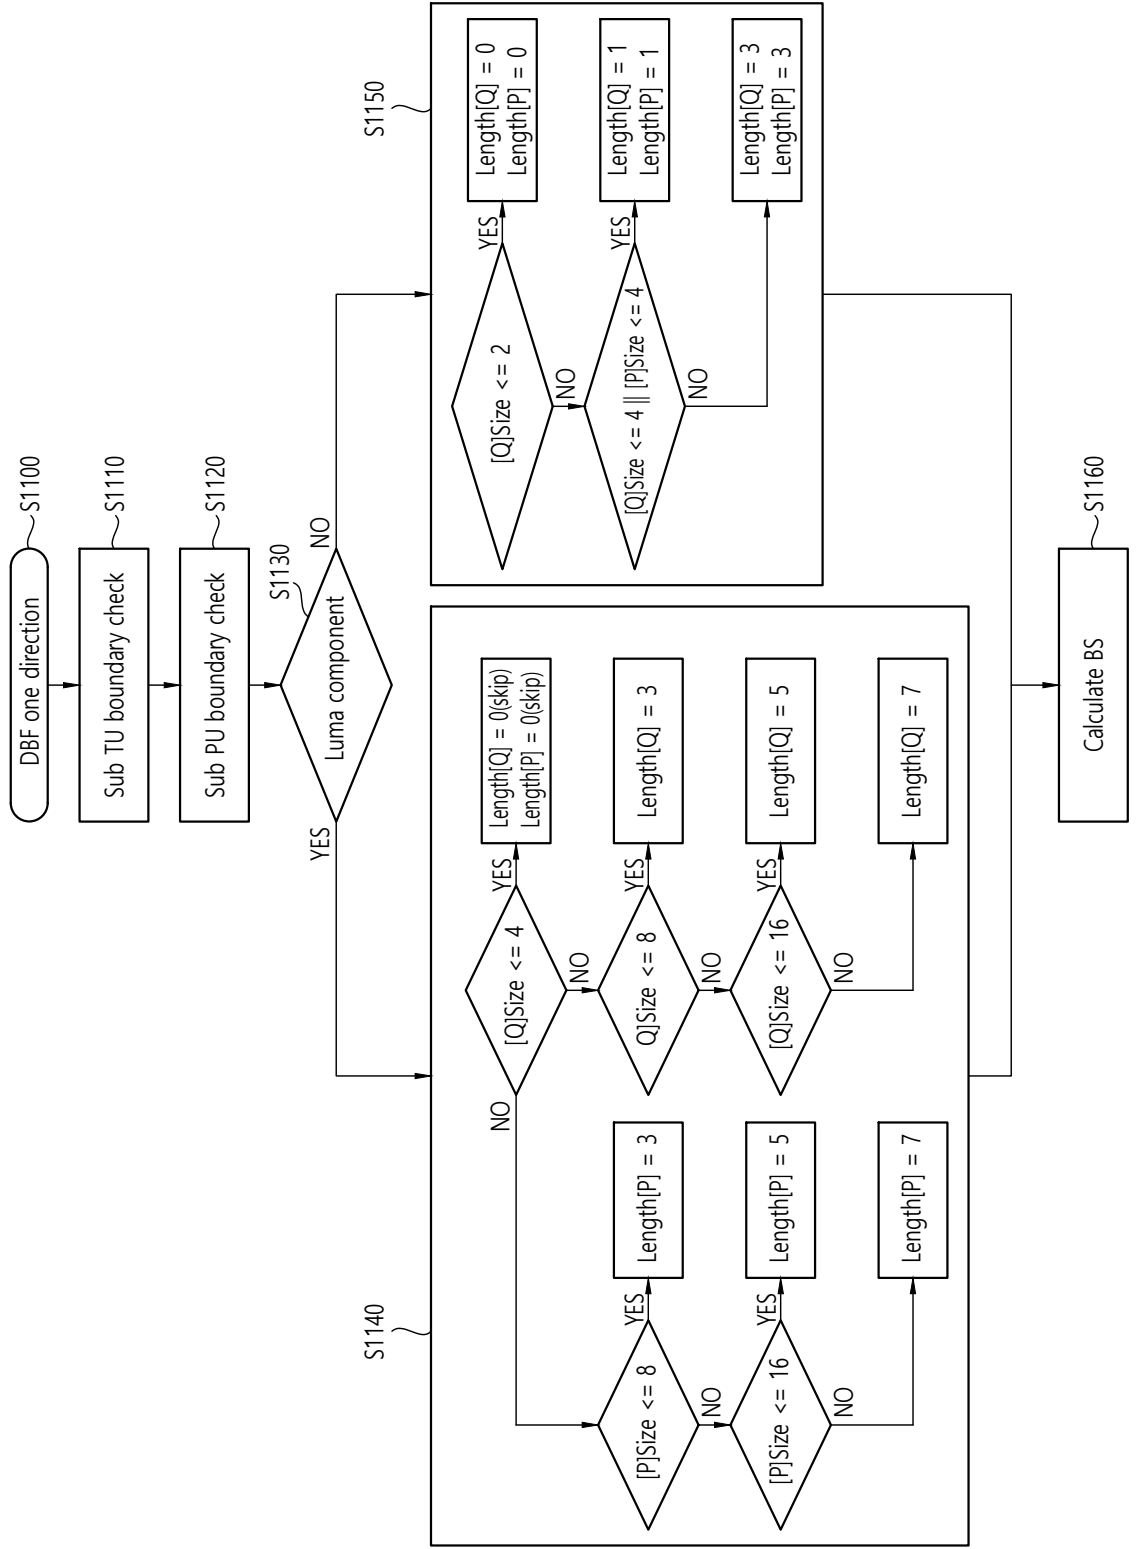 DBF one direction
S1100
Sub TU boundary check
S1110
Sub PU boundary check
S1120
Luma component
S1130
YES
NO
S1140
[Q]Size <= 4
YES
Length[Q] = 0(skip)
Length[P] = 0(skip)
NO
NO
[P]Size <= 8
YES
Length[P] = 3
NO
Q]Size <= 8
YES
Length[Q] = 3
NO
[P]Size <= 16
YES
Length[P] = 5
NO
[Q]Size <= 16
YES
Length[Q] = 5
NO
Length[P] = 7
Length[Q] = 7
S1150
[Q]Size <= 2
YES
Length[Q] = 0
Length[P] = 0
NO
[Q]Size <= 4 || [P]Size <= 4
YES
Length[Q] = 1
Length[P] = 1
NO
Length[Q] = 3
Length[P] = 3
Calculate BS
S1160